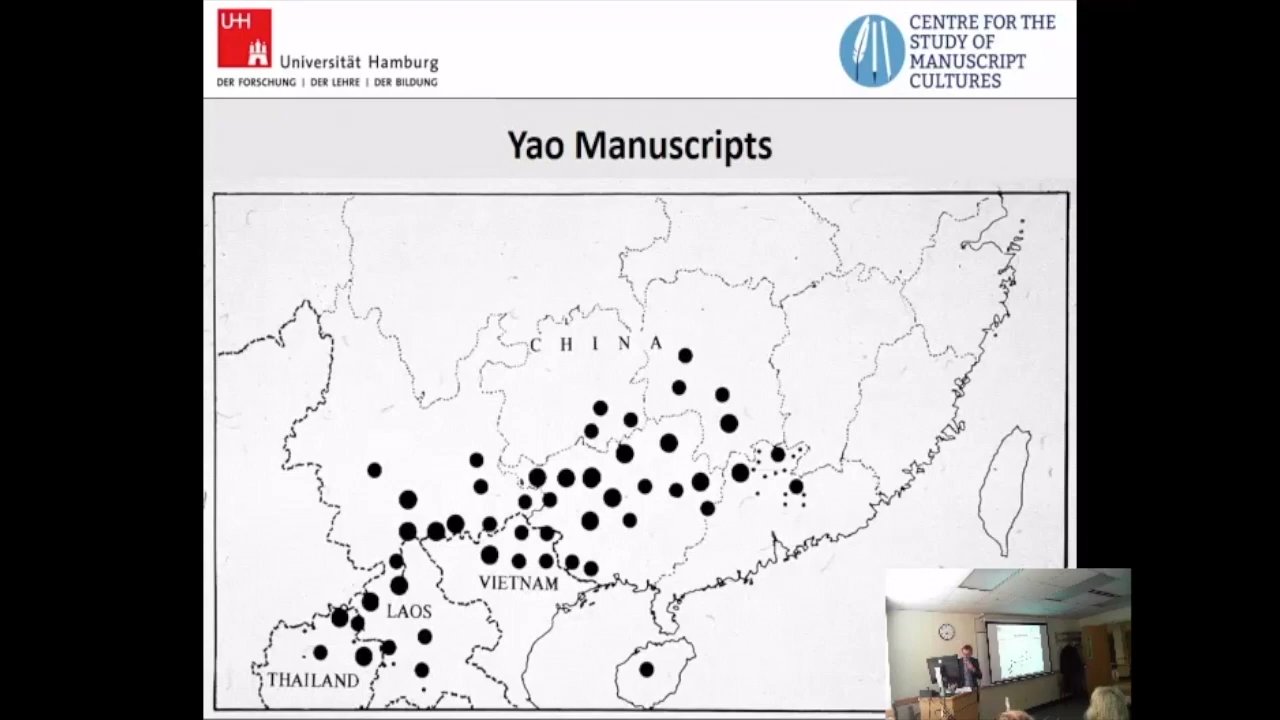 U+H
Universität Hamburg
DER FORSCHUNG | DER LEHRE | DER BILDUNG
CENTRE FOR THE
STUDY OF
MANUSCRIPT
CULTURES
Yao Manuscripts
CHINA
VIETNAM
LAOS
THAILAND